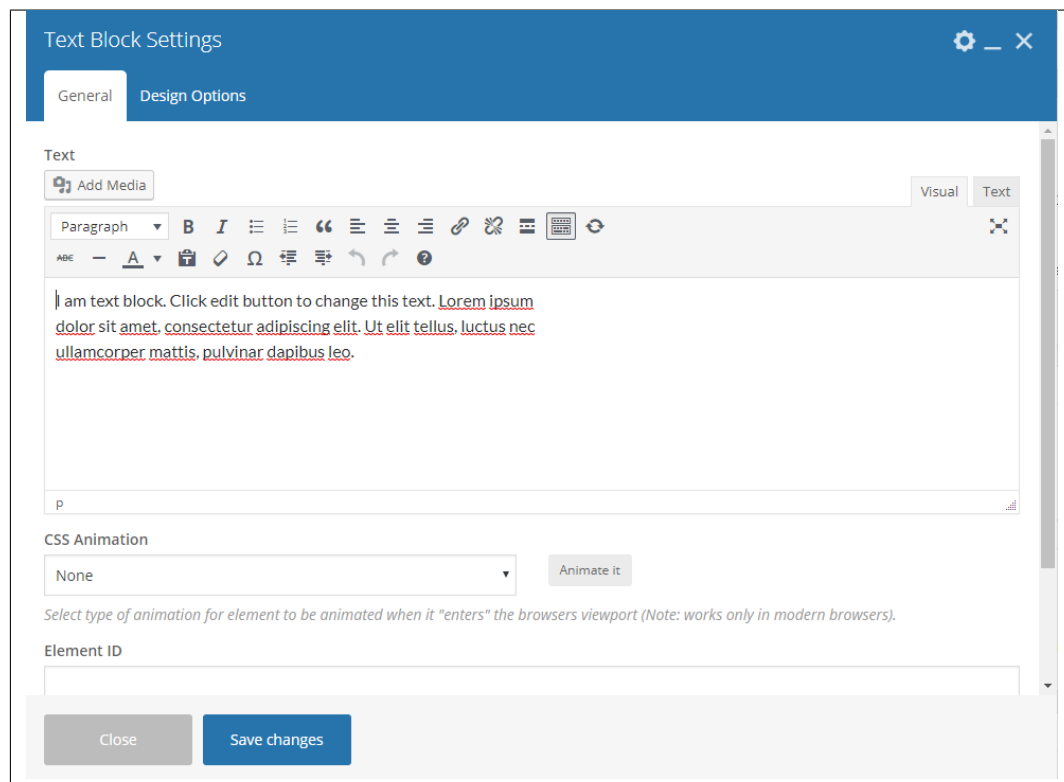 Text Block Settings
General Design Options
Text
Add Media
Visual Text
Paragraph B I
ABE A Ω
I am text block. Click edit button to change this text. Lorem ipsum
dolor sit amet, consectetur adipiscing elit. Ut elit tellus, luctus nec
ullamcorper mattis, pulvinar dapibus leo.
p
CSS Animation
None Animate it
Select type of animation for element to be animated when it "enters" the browsers viewport (Note: works only in modern browsers).
Element ID
Close Save changes